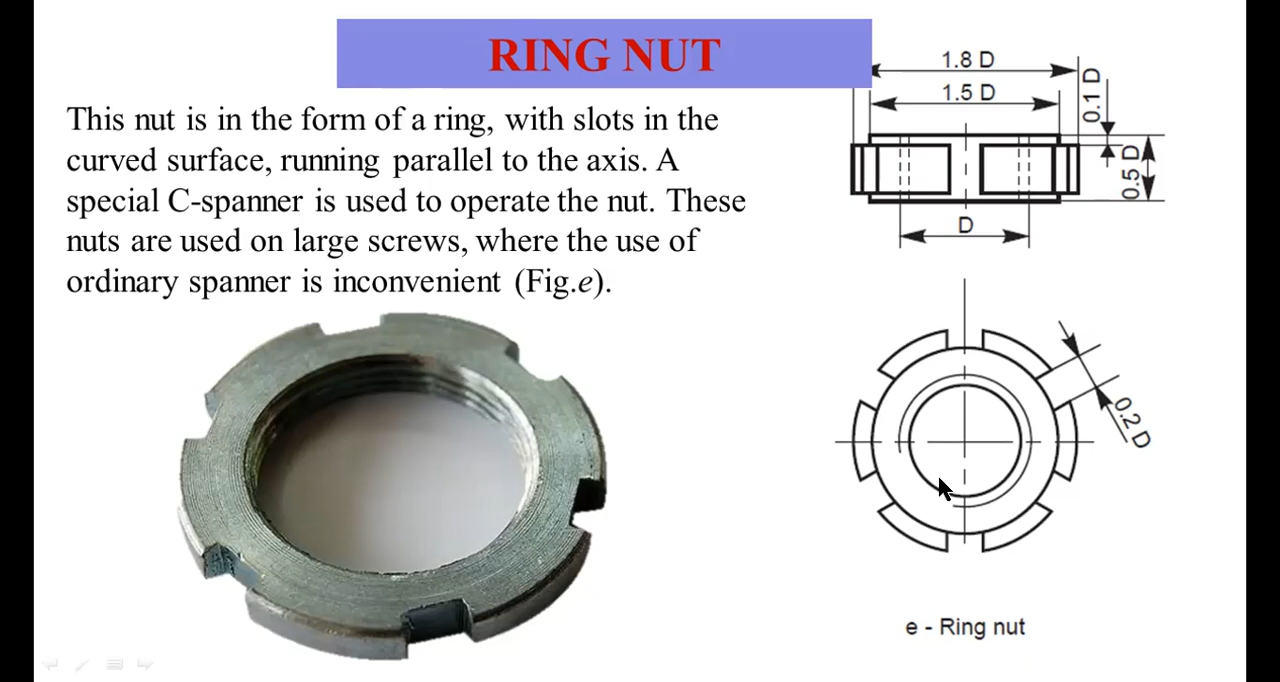 RING NUT
This nut is in the form of a ring, with slots in the
curved surface, running parallel to the axis. A
special C-spanner is used to operate the nut. These
nuts are used on large screws, where the use of
ordinary spanner is inconvenient (Fig.e).
1.8 D
1.5 D
0.1 D
0.5 D
D
0.2 D
e - Ring nut